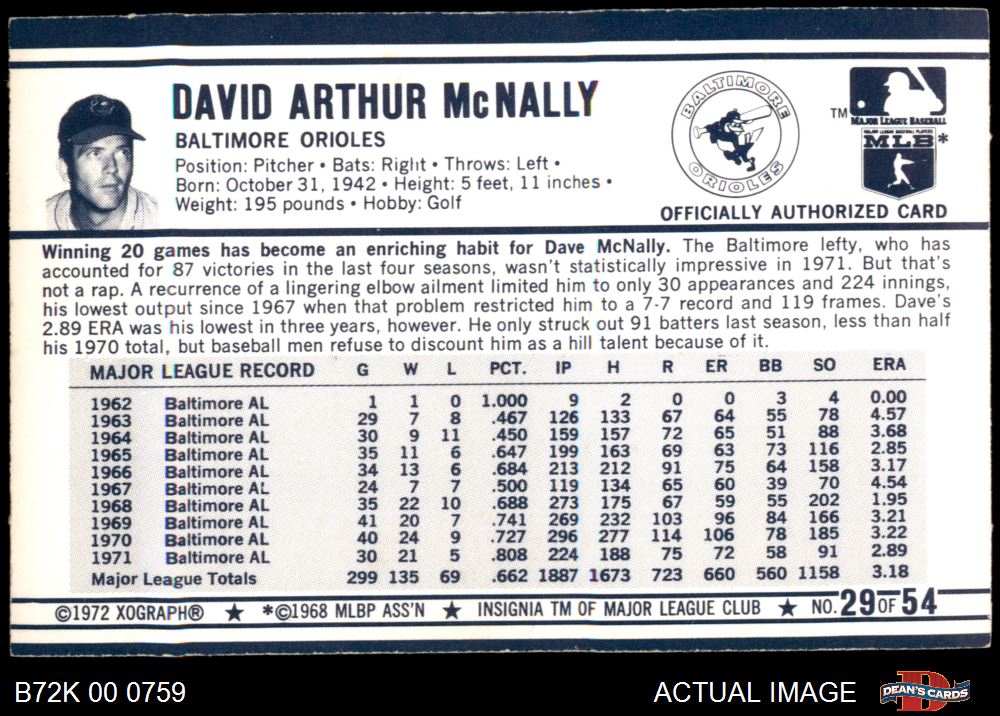 DAVID ARTHUR McNALLY
BALTIMORE ORIOLES
Position: Pitcher • Bats: Right • Throws: Left •
Born: October 31, 1942 • Height: 5 feet, 11 inches •
Weight: 195 pounds • Hobby: Golf
BALTIMORE
ORIOLES
TM
MAJOR LEAGUE BASEBALL
MAJOR LEAGUE BASEBALL PLAYERS
MLB*
OFFICIALLY AUTHORIZED CARD
Winning 20 games has become an enriching habit for Dave McNally. The Baltimore lefty, who has
accounted for 87 victories in the last four seasons, wasn't statistically impressive in 1971. But that's
not a rap. A recurrence of a lingering elbow ailment limited him to only 30 appearances and 224 innings,
his lowest output since 1967 when that problem restricted him to a 7-7 record and 119 frames. Dave's
2.89 ERA was his lowest in three years, however. He only struck out 91 batters last season, less than half
his 1970 total, but baseball men refuse to discount him as a hill talent because of it.
MAJOR LEAGUE RECORD G W L PCT. IP H R ER BB SO ERA
1962 Baltimore AL 1 1 0 1.000 9 2 0 0 3 4 0.00
1963 Baltimore AL 29 7 8 .467 126 133 67 64 55 78 4.57
1964 Baltimore AL 30 9 11 .450 159 157 72 65 51 88 3.68
1965 Baltimore AL 35 11 6 .647 199 163 69 63 73 116 2.85
1966 Baltimore AL 34 13 6 .684 213 212 91 75 64 158 3.17
1967 Baltimore AL 24 7 7 .500 119 134 65 60 39 70 4.54
1968 Baltimore AL 35 22 10 .688 273 175 67 59 55 202 1.95
1969 Baltimore AL 41 20 7 .741 269 232 103 96 84 166 3.21
1970 Baltimore AL 40 24 9 .727 296 277 114 106 78 185 3.22
1971 Baltimore AL 30 21 5 .808 224 188 75 72 58 91 2.89
Major League Totals 299 135 69 .662 1887 1673 723 660 560 1158 3.18
©1972 XOGRAPH® ★ *©1968 MLBP ASS'N ★ INSIGNIA TM OF MAJOR LEAGUE CLUB ★ NO. 29 OF 54
B72K 00 0759 ACTUAL IMAGE DEAN'S CARDS